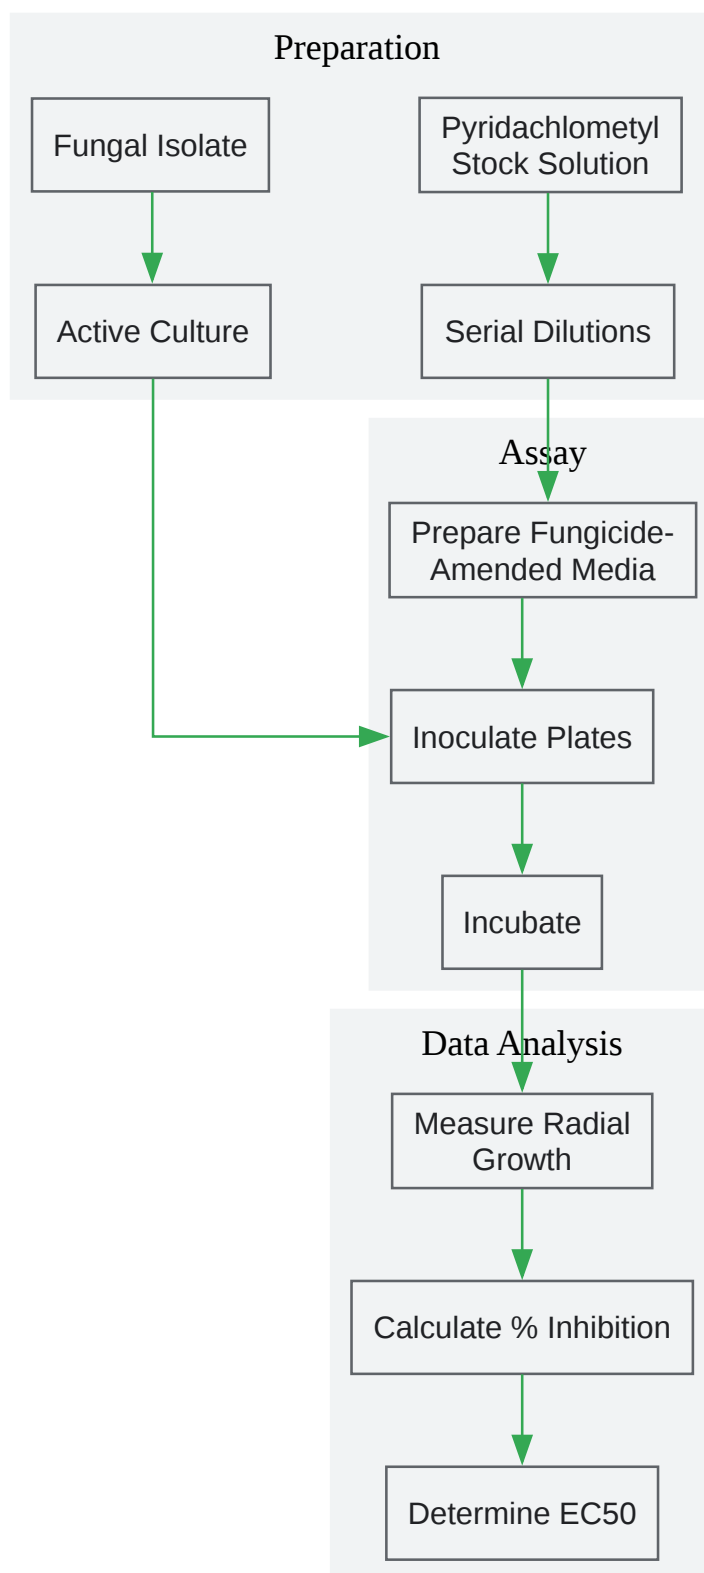 Preparation
Fungal Isolate
Pyridachlometyl
Stock Solution
Active Culture
Serial Dilutions
Assay
Prepare Fungicide-
Amended Media
Inoculate Plates
Incubate
Data Analysis
Measure Radial
Growth
Calculate % Inhibition
Determine EC50